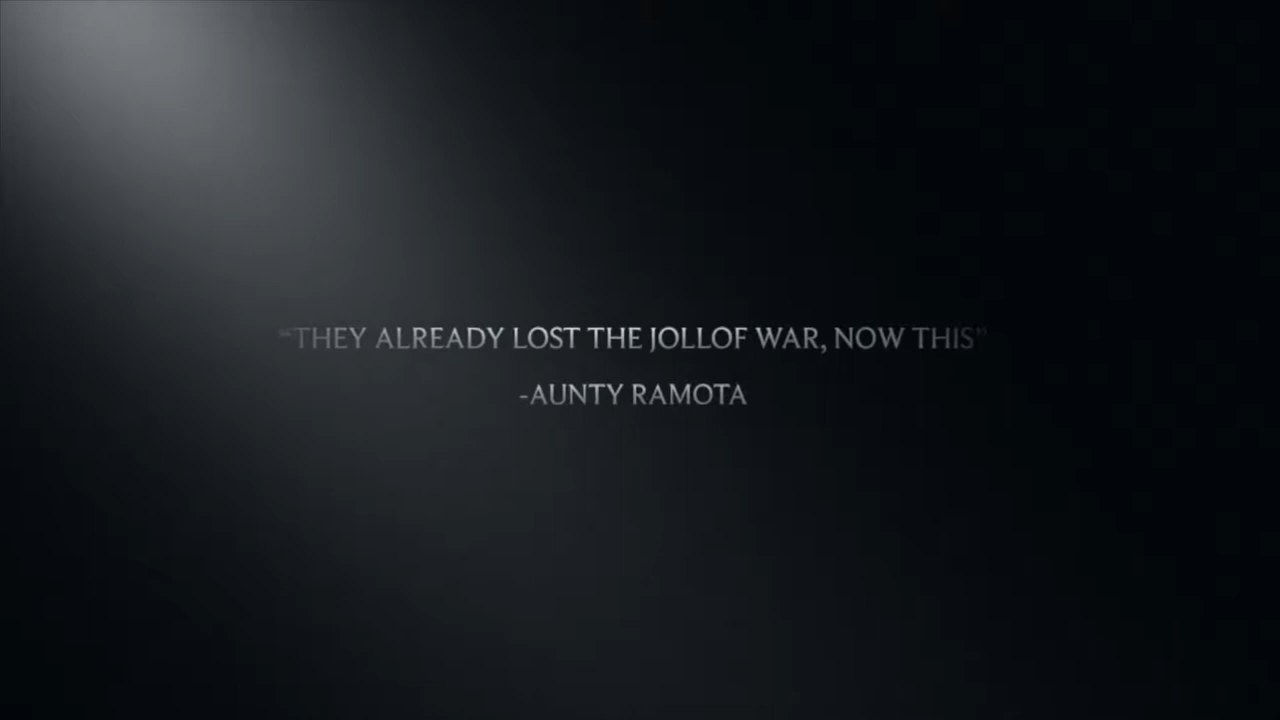 “THEY ALREADY LOST THE JOLLOF WAR, NOW THIS”
-AUNTY RAMOTA